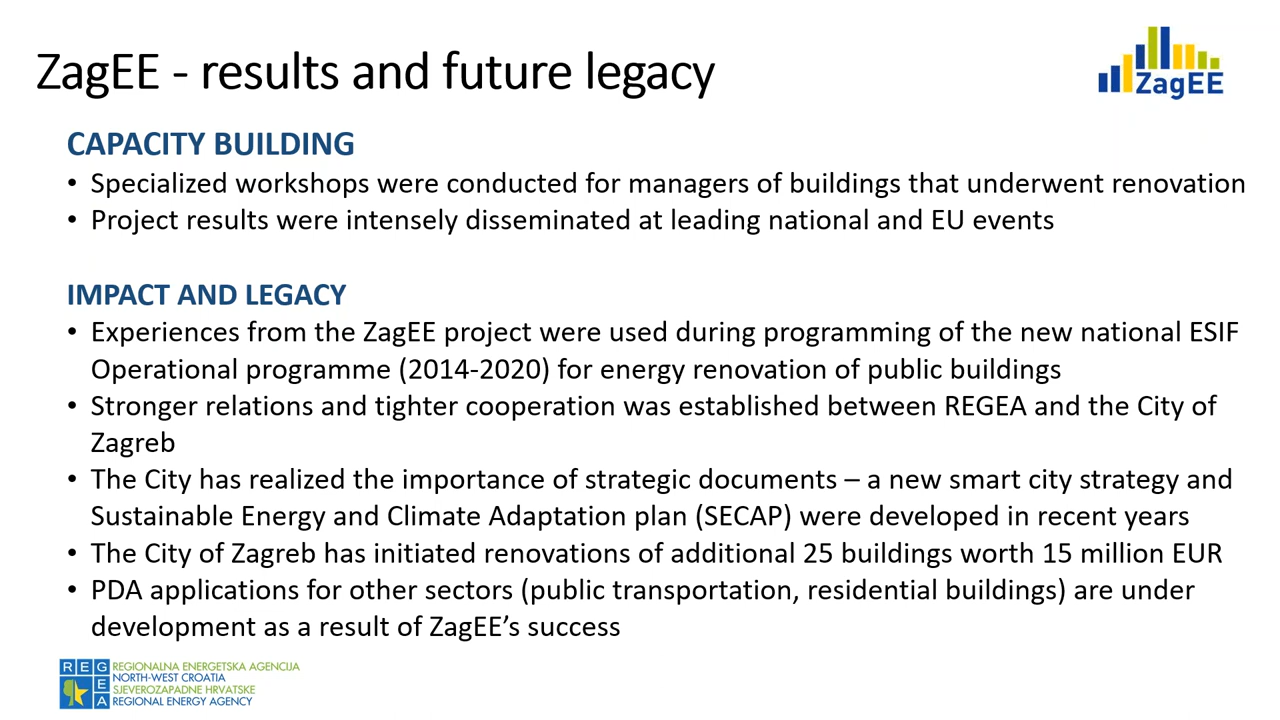 ZagEE - results and future legacy
ZagEE
CAPACITY BUILDING
• Specialized workshops were conducted for managers of buildings that underwent renovation
• Project results were intensely disseminated at leading national and EU events
IMPACT AND LEGACY
• Experiences from the ZagEE project were used during programming of the new national ESIF
Operational programme (2014-2020) for energy renovation of public buildings
• Stronger relations and tighter cooperation was established between REGEA and the City of
Zagreb
• The City has realized the importance of strategic documents – a new smart city strategy and
Sustainable Energy and Climate Adaptation plan (SECAP) were developed in recent years
• The City of Zagreb has initiated renovations of additional 25 buildings worth 15 million EUR
• PDA applications for other sectors (public transportation, residential buildings) are under
development as a result of ZagEE’s success
REGEA
REGIONALNA ENERGETSKA AGENCIJA
NORTH-WEST CROATIA
SJEVEROZAPADNE HRVATSKE
REGIONAL ENERGY AGENCY